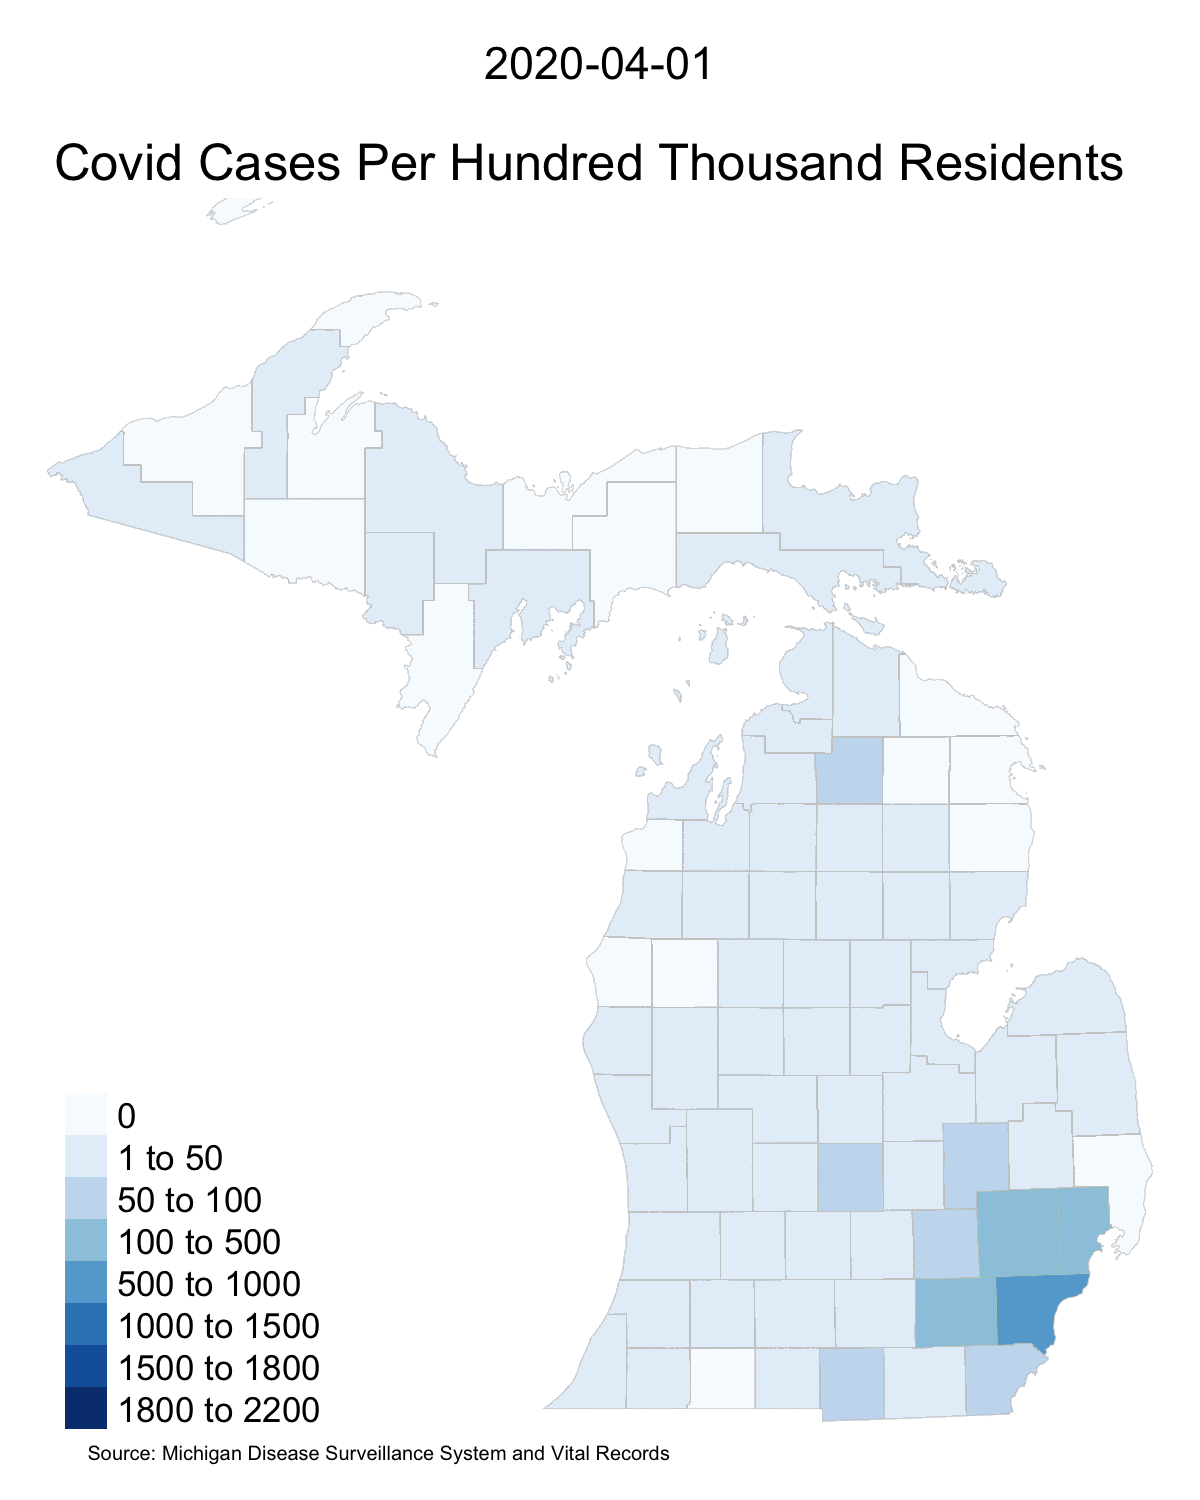 2020-04-01
Covid Cases Per Hundred Thousand Residents
0
1 to 50
50 to 100
100 to 500
500 to 1000
1000 to 1500
1500 to 1800
1800 to 2200
Source: Michigan Disease Surveillance System and Vital Records